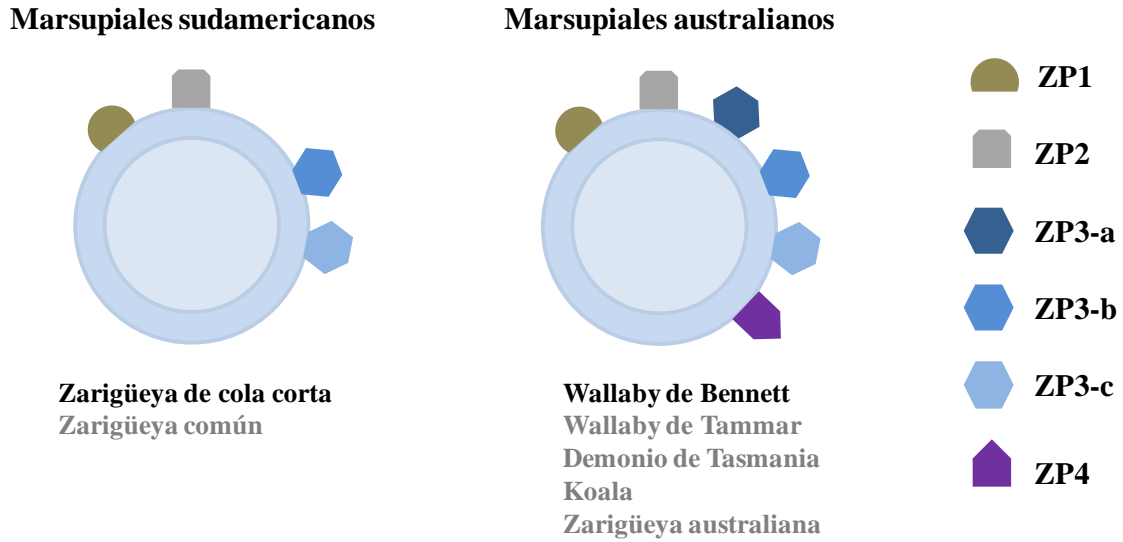 Marsupiales sudamericanos
Marsupiales australianos
Zarigüeya de cola corta
Zarigüeya común
Wallaby de Bennett
Wallaby de Tammar
Demonio de Tasmania
Koala
Zarigüeya australiana
ZP1
ZP2
ZP3-a
ZP3-b
ZP3-c
ZP4